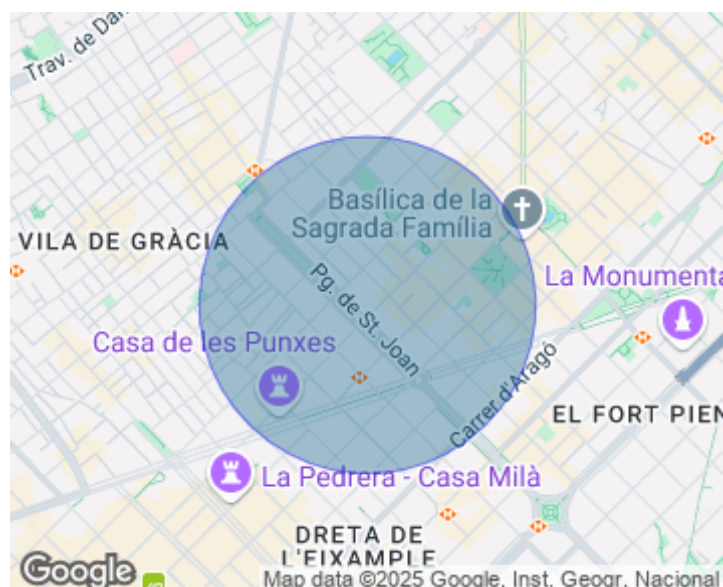 Trav. de Dal
Basílica de la
Sagrada Família
VILA DE GRÀCIA
Pg. de St. Joan
La Monumenta
Casa de les Punxes
Carrer d'Aragó
EL FORT PIEN
La Pedrera - Casa Milà
DRETA DE
L'EIXAMPLE
Google
Map data ©2025 Google, Inst. Geogr. Nacional